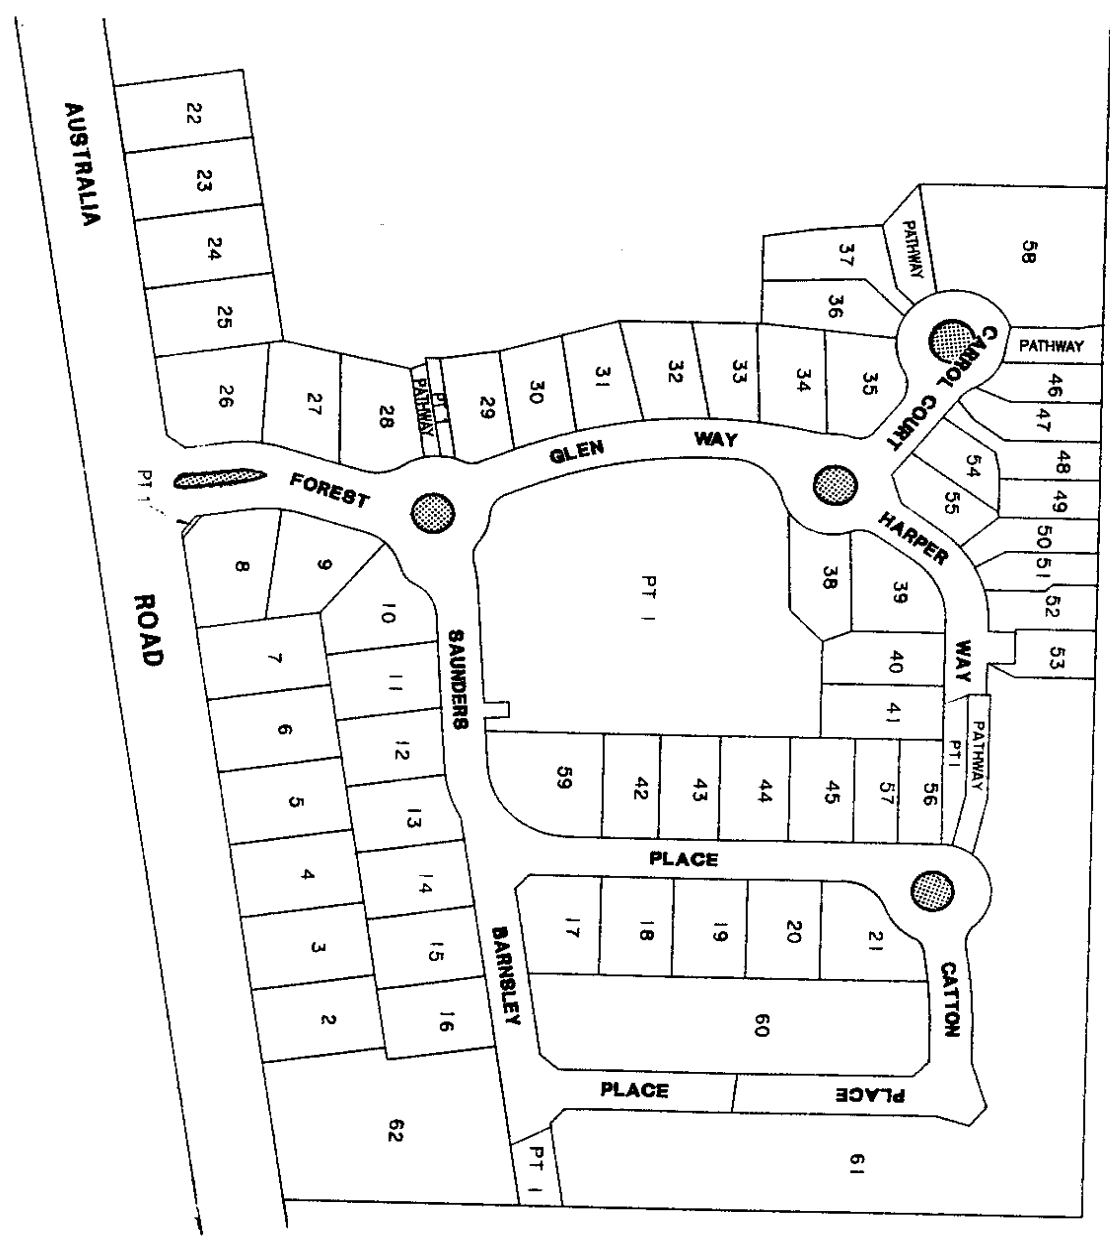 AUSTRALIA
ROAD
22
23
24
25
26
27
28
PATHWAY
PT 1
29
30
31
32
33
34
35
36
37
PATHWAY
58
CARROL COURT
PATHWAY
46
47
48
49
50
51
52
53
54
55
FOREST
GLEN
WAY
HARPER
WAY
PT 1
PT 1
38
39
40
41
PT 1
PATHWAY
8
9
10
11
12
13
14
15
16
7
6
5
4
3
2
SAUNDERS
PLACE
59
42
43
44
45
57
56
17
18
19
20
21
60
CATTON
PLACE
BARNSLEY
PLACE
62
PT 1
61